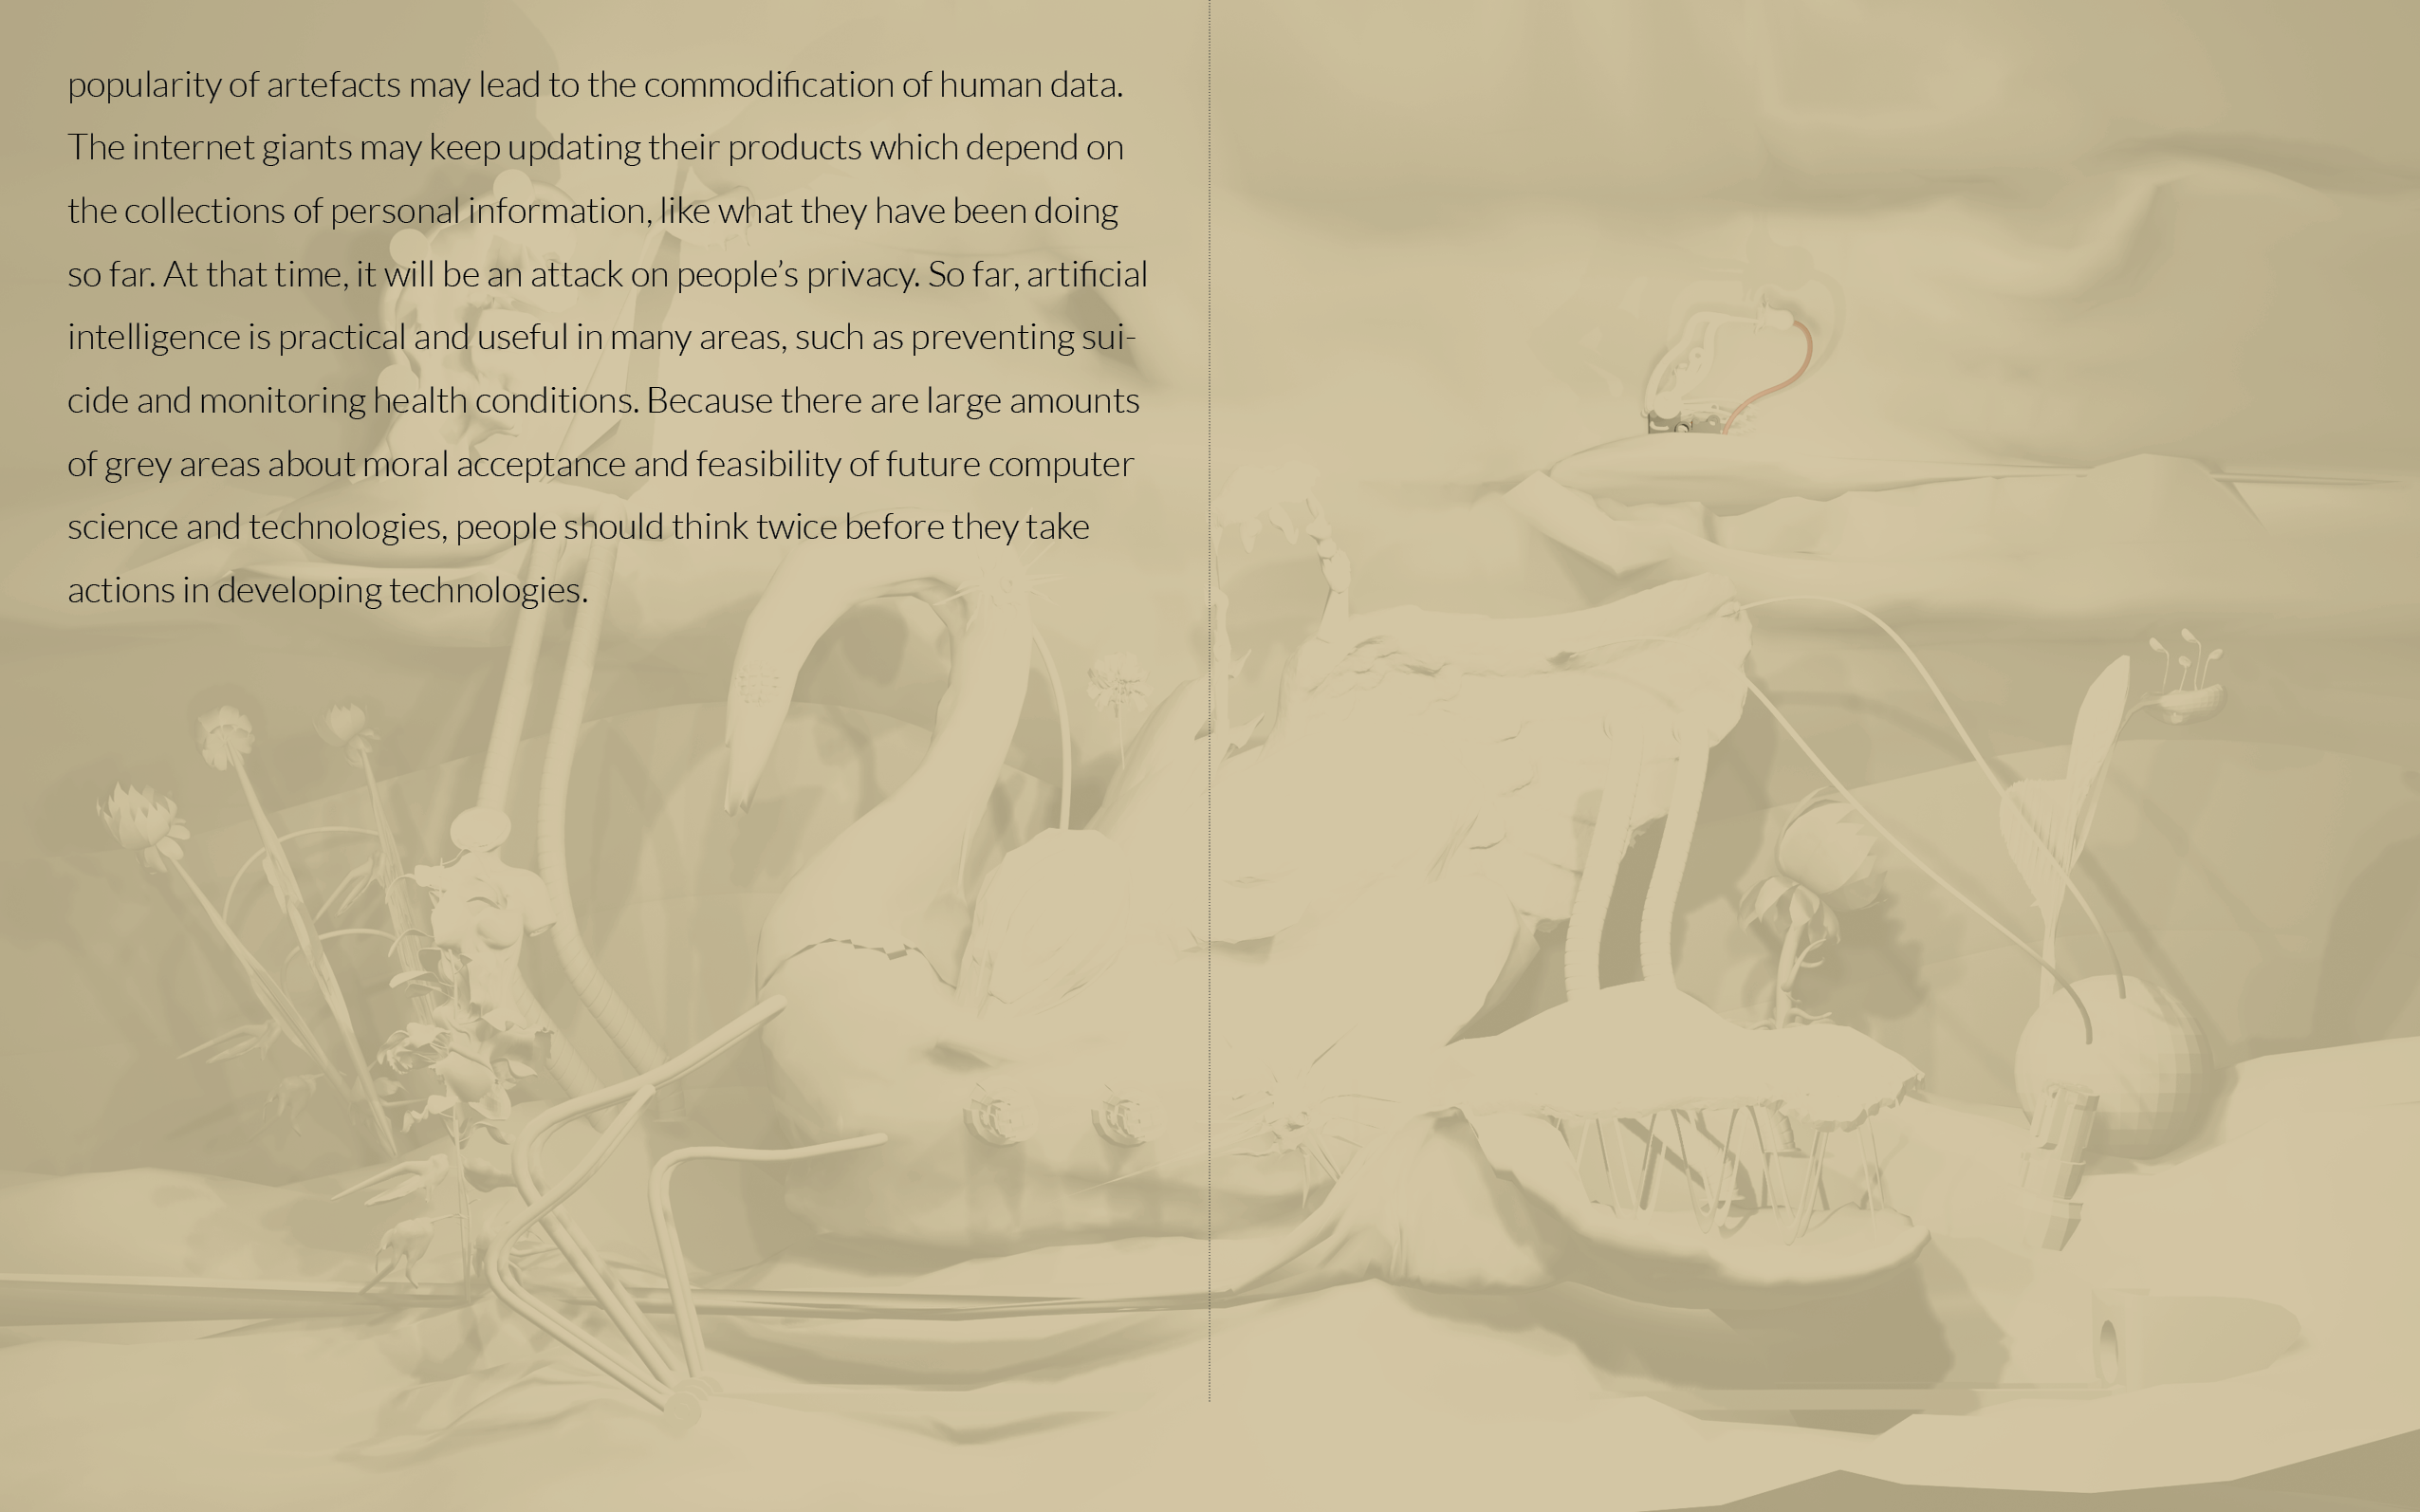 popularity of artefacts may lead to the commodification of human data.
The internet giants may keep updating their products which depend on
the collections of personal information, like what they have been doing
so far. At that time, it will be an attack on people’s privacy. So far, artificial
intelligence is practical and useful in many areas, such as preventing sui-
cide and monitoring health conditions. Because there are large amounts
of grey areas about moral acceptance and feasibility of future computer
science and technologies, people should think twice before they take
actions in developing technologies.